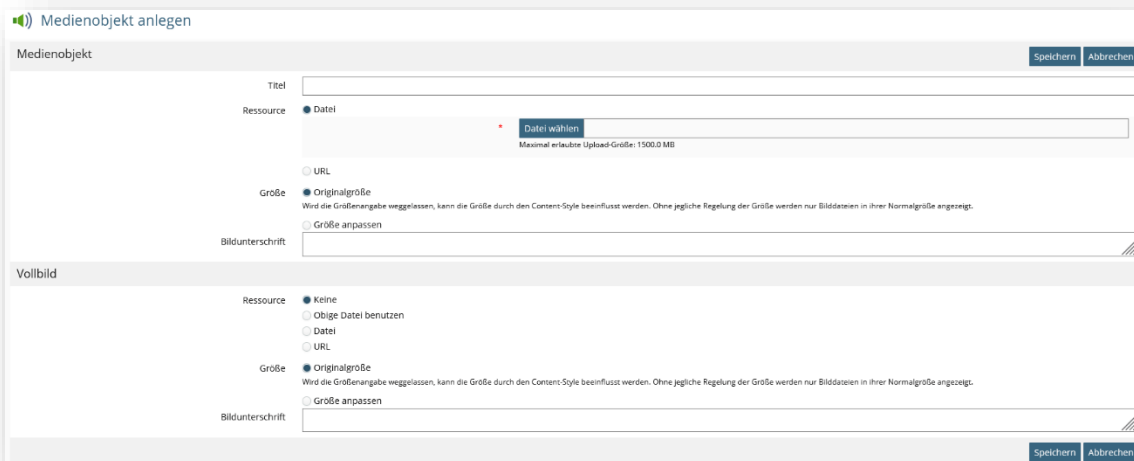 Medienobjekt anlegen
Medienobjekt
Speichern Abbrechen
Titel
Ressource Datei
* Datei wählen
Maximal erlaubte Upload-Größe: 1500.0 MB
URL
Größe Originalgröße
Wird die Größenangabe weggelassen, kann die Größe durch den Content-Style beeinflusst werden. Ohne jegliche Regelung der Größe werden nur Bilddateien in ihrer Normalgröße angezeigt.
Größe anpassen
Bildunterschrift
Vollbild
Ressource Keine
Obige Datei benutzen
Datei
URL
Größe Originalgröße
Wird die Größenangabe weggelassen, kann die Größe durch den Content-Style beeinflusst werden. Ohne jegliche Regelung der Größe werden nur Bilddateien in ihrer Normalgröße angezeigt.
Größe anpassen
Bildunterschrift
Speichern Abbrechen